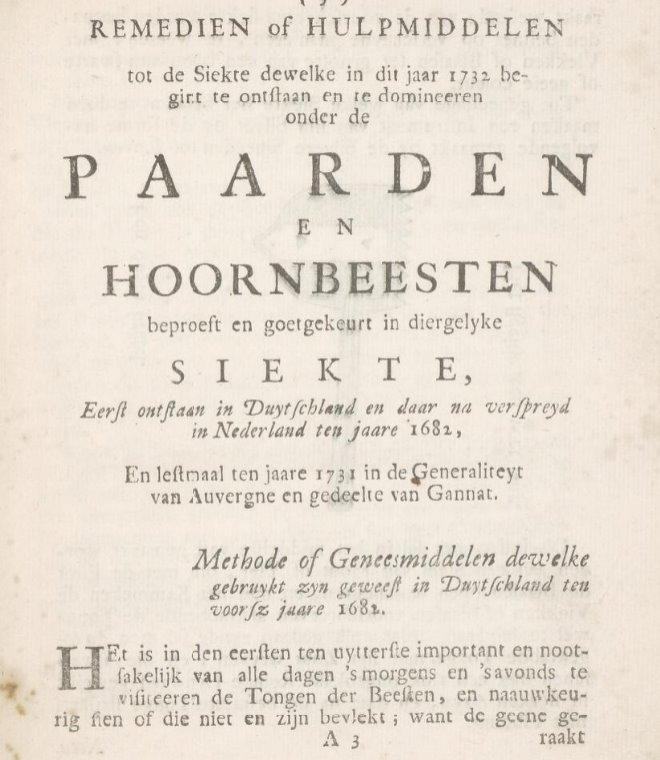 ( 5 )
REMEDIEN of HULPMIDDELEN
tot de Siekte dewelke in dit jaar 1732 be-
gint te ontſtaan en te domineeren
onder de
PAARDEN
EN
HOORNBEESTEN
beproeft en goetgekeurt in diergelyke
SIEKTE,
Eerſt ontſtaan in Duytſchland en daar na verſpreyd
in Nederland ten jaare 1682,
En leſtmaal ten jaare 1731 in de Generaliteyt
van Auvergne en gedeelte van Gannat.
Methode of Geneesmiddelen dewelke
gebruykt zyn geweeſt in Duytſchland ten
voorſz jaare 1682.
HEt is in den eerſten ten uytterſte important en noot-
ſakelijk van alle dagen 's morgens en 's avonds te
viſiteeren de Tongen der Beeſten, en naauwkeu-
rig ſien of die niet en zijn bevlekt; want de geene ge-
A 3
raakt